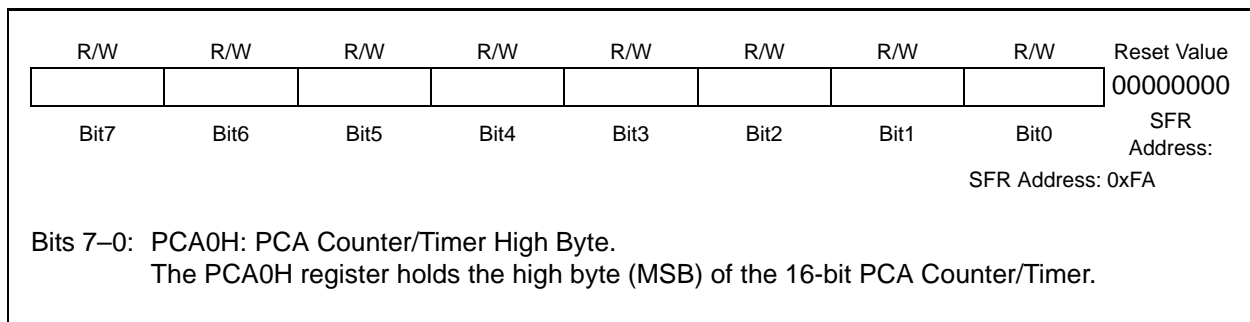 R/W R/W R/W R/W R/W R/W R/W R/W Reset Value
00000000
Bit7 Bit6 Bit5 Bit4 Bit3 Bit2 Bit1 Bit0 SFR
Address:
SFR Address: 0xFA
Bits 7–0: PCA0H: PCA Counter/Timer High Byte.
The PCA0H register holds the high byte (MSB) of the 16-bit PCA Counter/Timer.